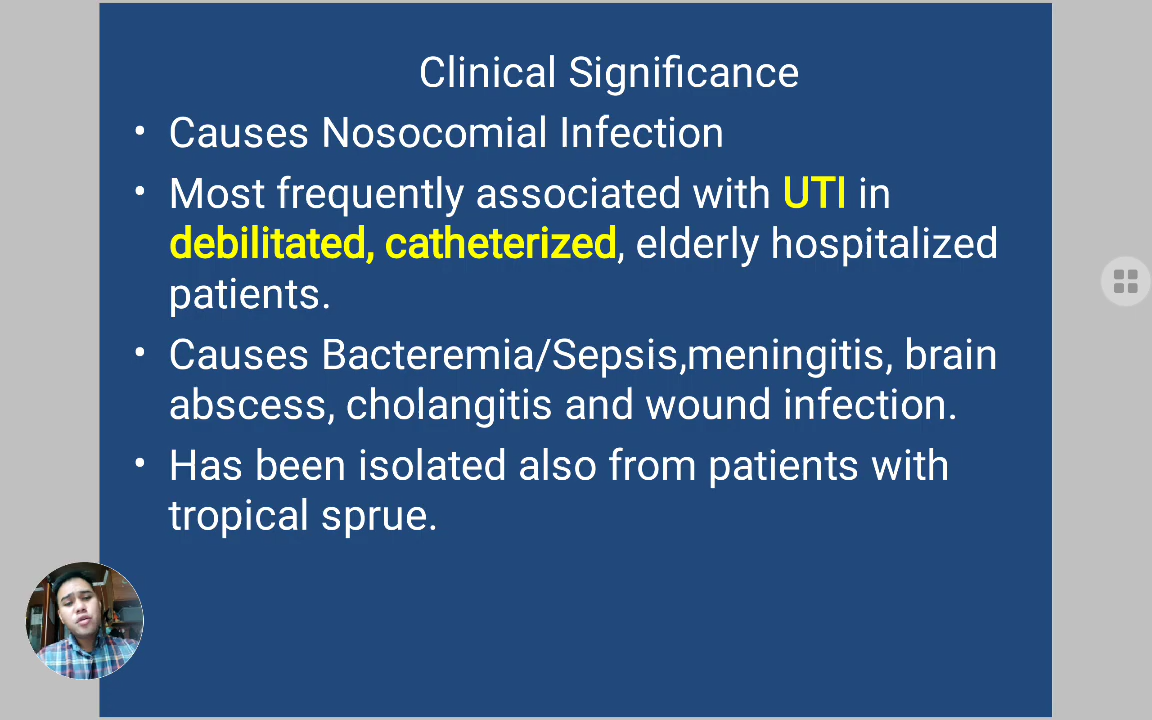 Clinical Significance
• Causes Nosocomial Infection
• Most frequently associated with UTI in
debilitated, catheterized, elderly hospitalized
patients.
• Causes Bacteremia/Sepsis,meningitis, brain
abscess, cholangitis and wound infection.
• Has been isolated also from patients with
tropical sprue.